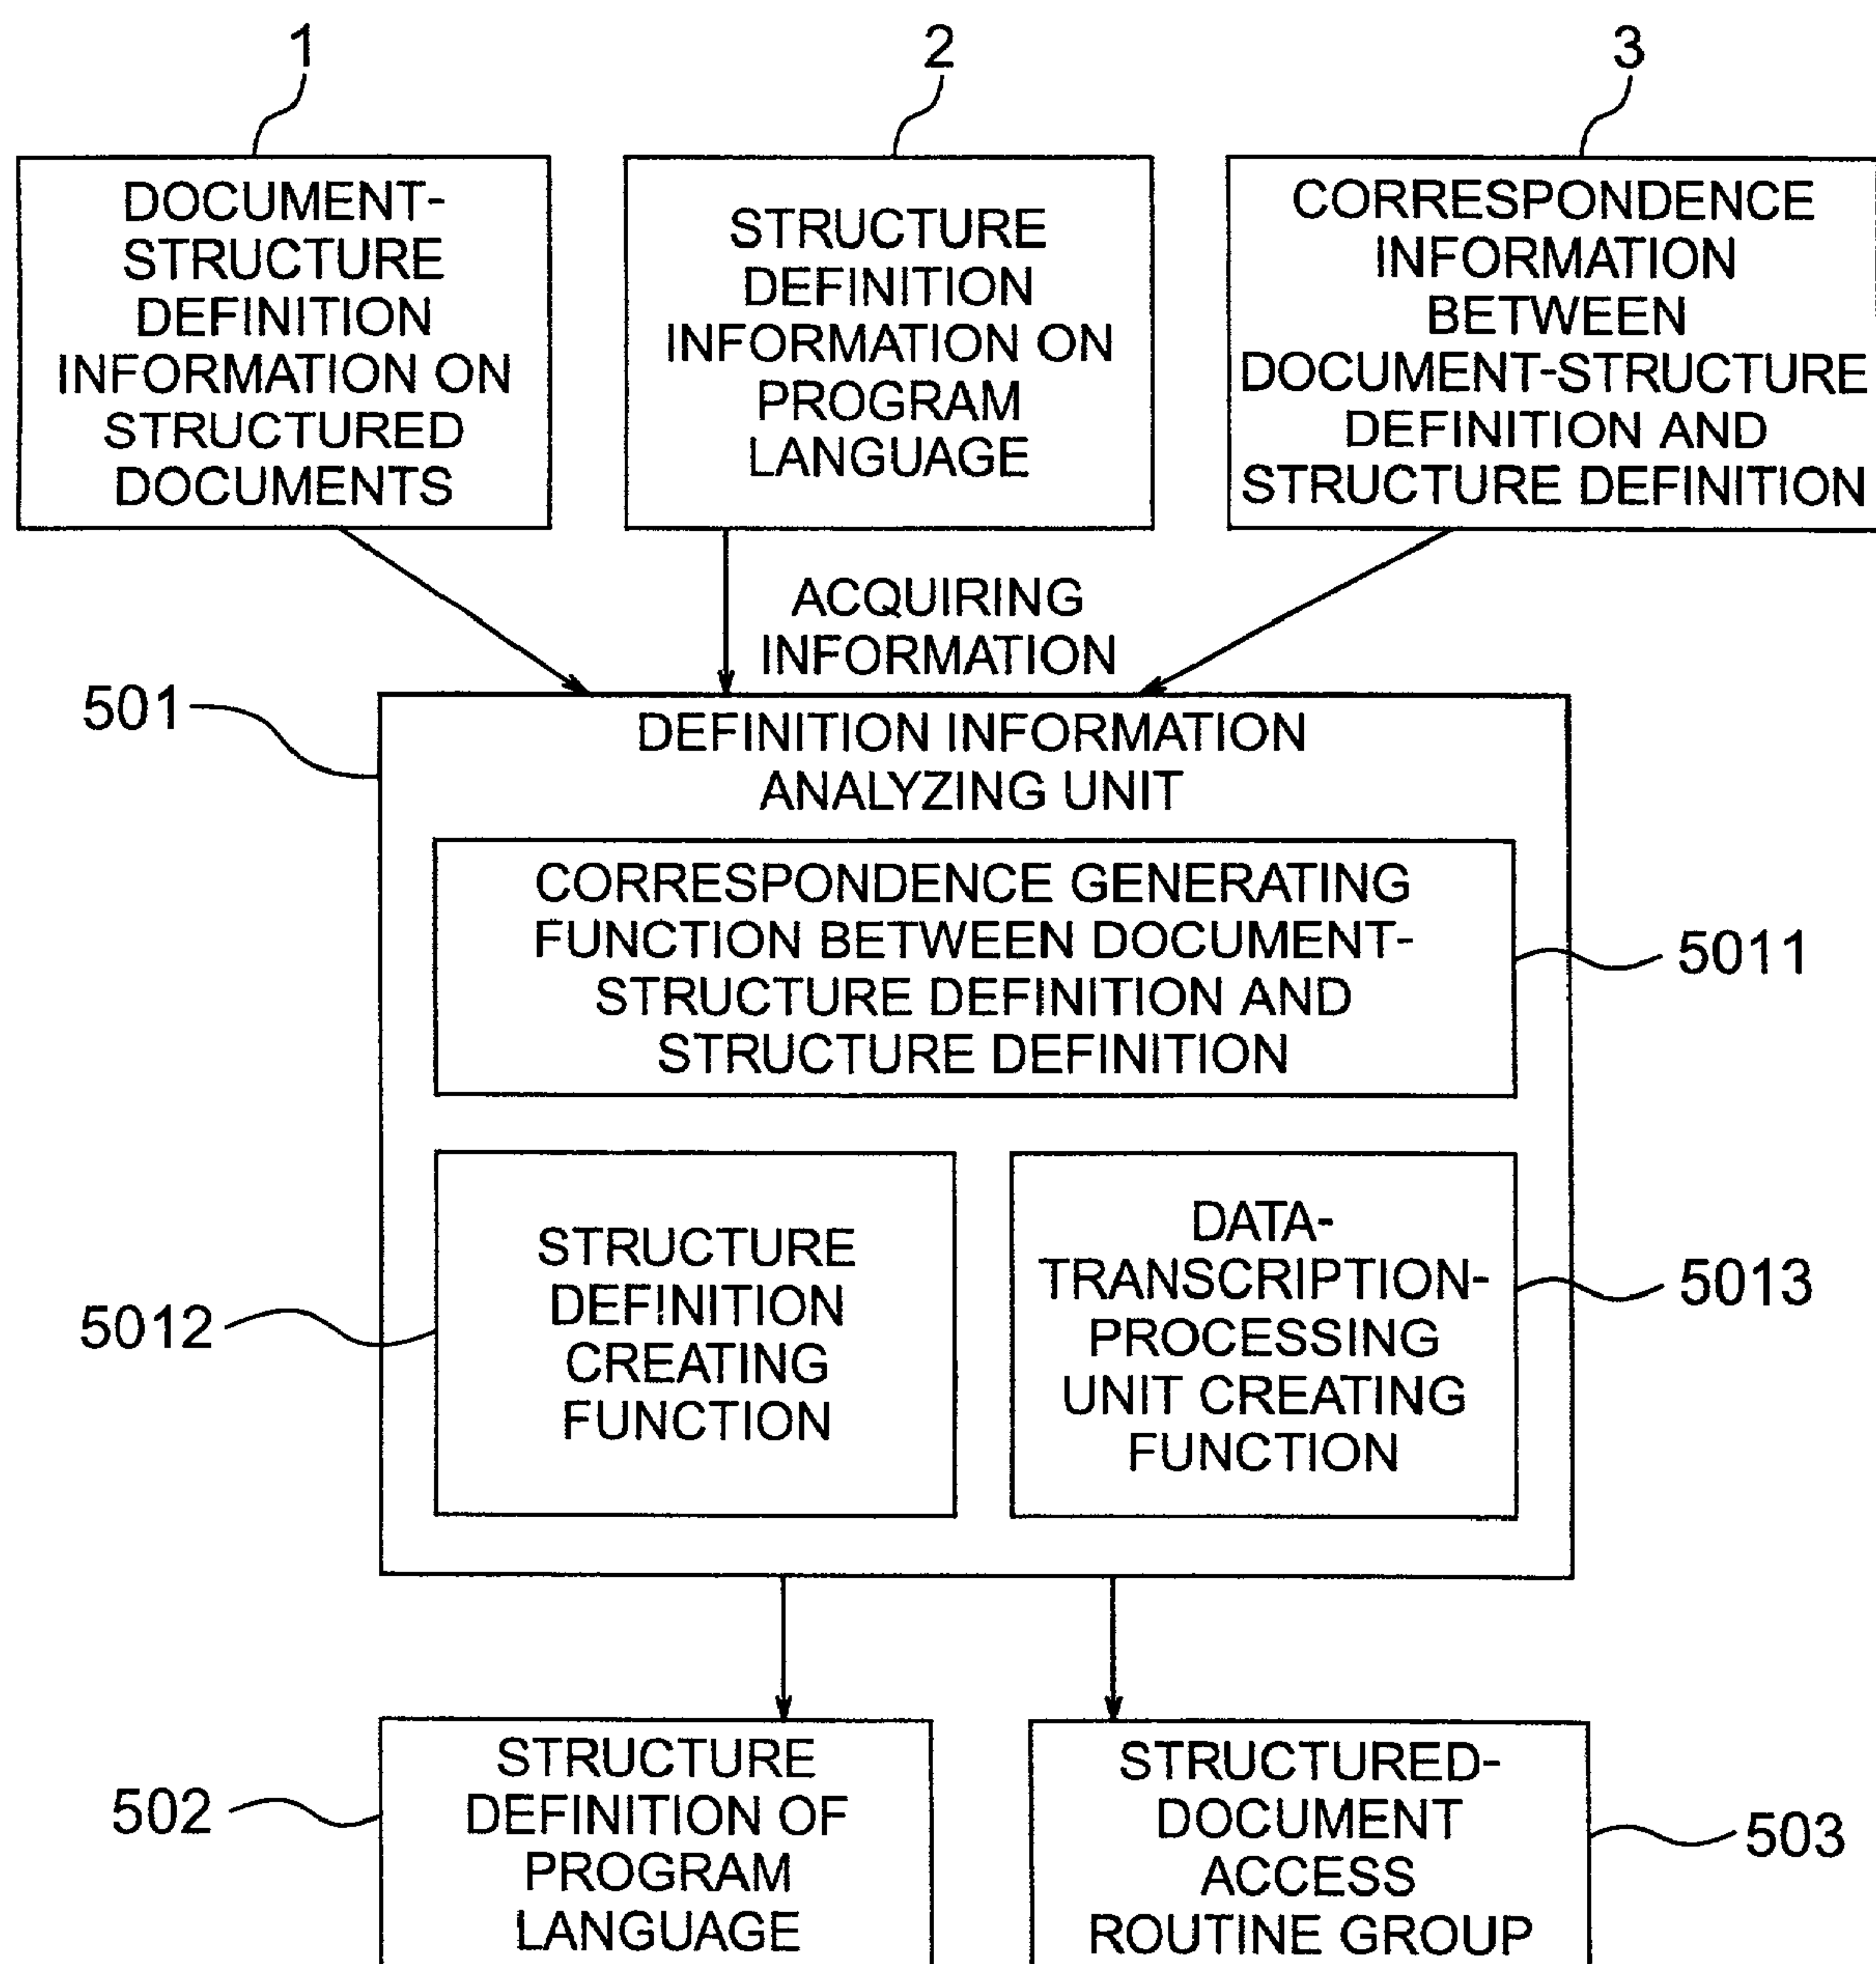 1
2
3
DOCUMENT-
STRUCTURE
DEFINITION
INFORMATION ON
STRUCTURED
DOCUMENTS
STRUCTURE
DEFINITION
INFORMATION ON
PROGRAM
LANGUAGE
CORRESPONDENCE
INFORMATION
BETWEEN
DOCUMENT-STRUCTURE
DEFINITION AND
STRUCTURE DEFINITION
ACQUIRING
INFORMATION
501
DEFINITION INFORMATION
ANALYZING UNIT
CORRESPONDENCE GENERATING
FUNCTION BETWEEN DOCUMENT-
STRUCTURE DEFINITION AND
STRUCTURE DEFINITION
5011
5012
STRUCTURE
DEFINITION
CREATING
FUNCTION
DATA-
TRANSCRIPTION-
PROCESSING
UNIT CREATING
FUNCTION
5013
502
STRUCTURE
DEFINITION OF
PROGRAM
LANGUAGE
STRUCTURED-
DOCUMENT
ACCESS
ROUTINE GROUP
503